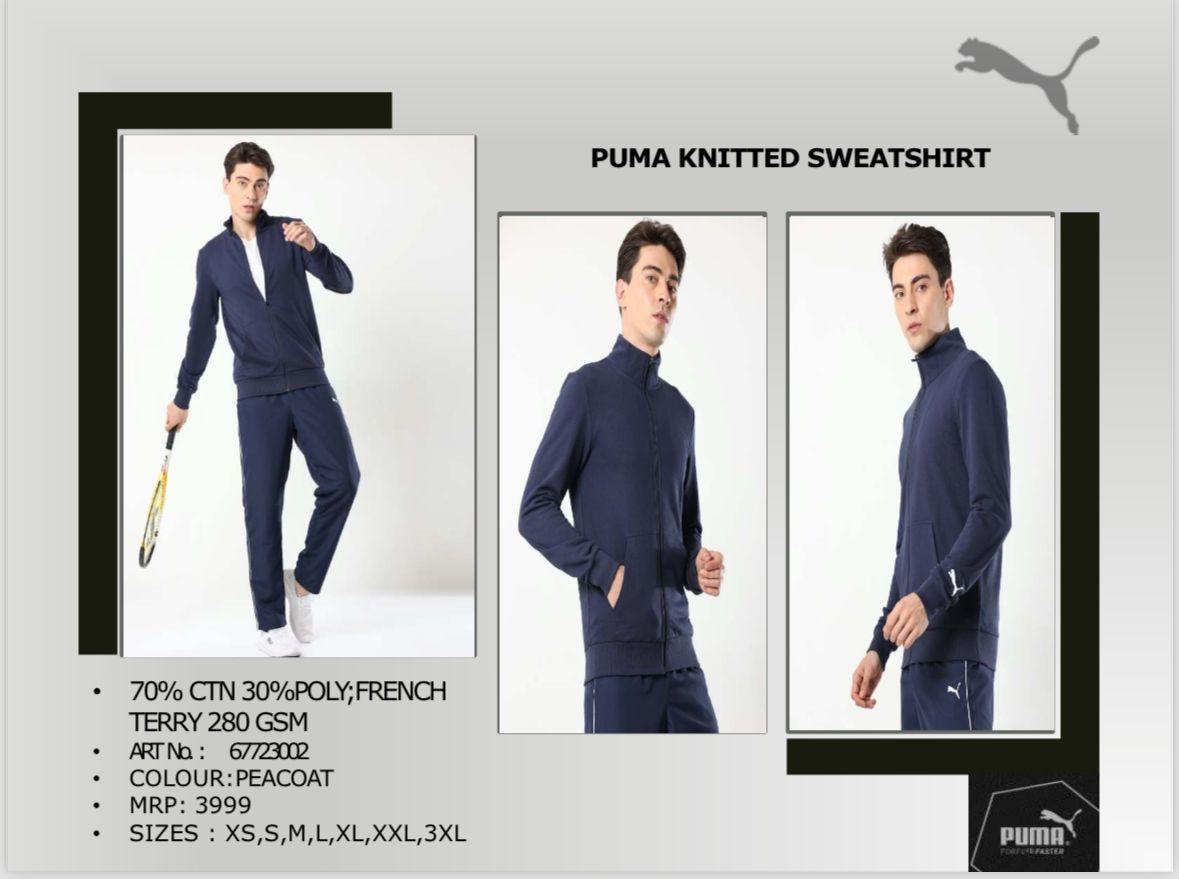 PUMA KNITTED SWEATSHIRT
• 70% CTN 30%POLY;FRENCH
TERRY 280 GSM
• ART No. : 67723002
• COLOUR:PEACOAT
• MRP: 3999
• SIZES : XS,S,M,L,XL,XXL,3XL
PUMA®
FOREVER FASTER